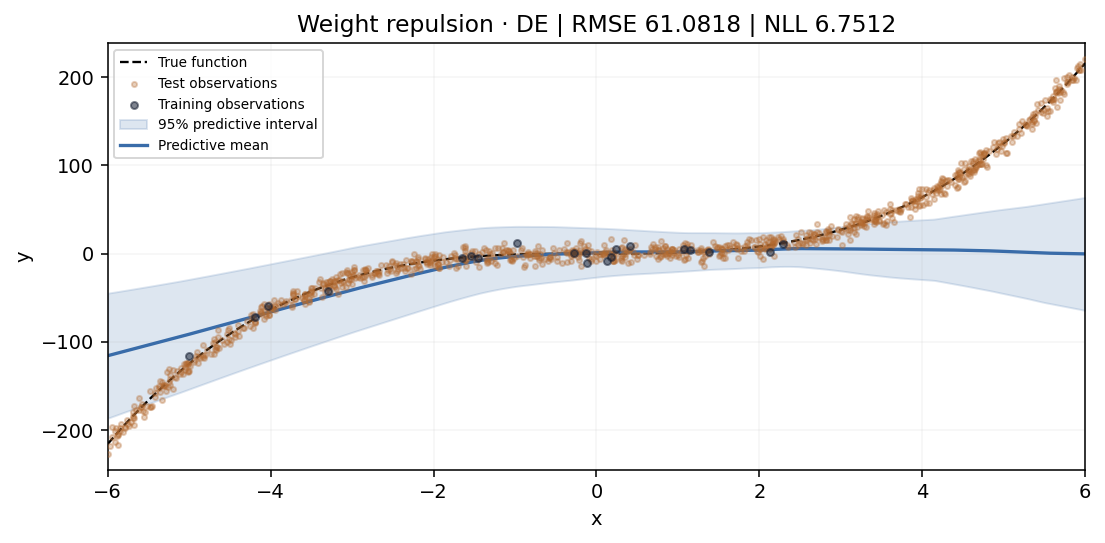 Weight repulsion · DE | RMSE 61.0818 | NLL 6.7512
True function
Test observations
Training observations
95% predictive interval
Predictive mean
y
200
100
0
−100
−200
−6
−4
−2
0
2
4
6
x